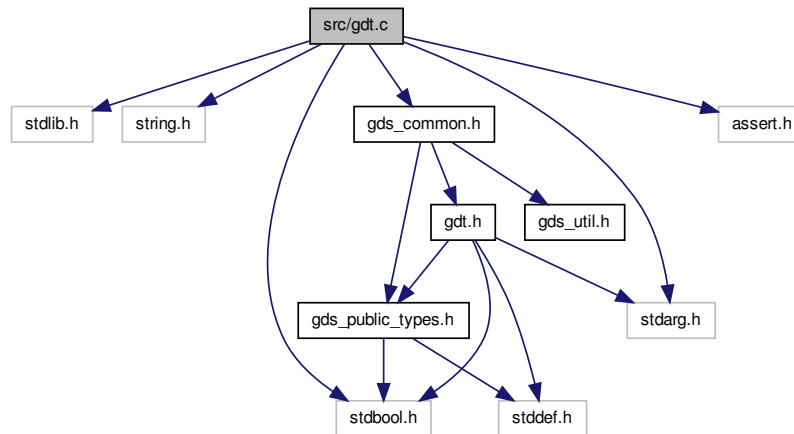 src/gdt.c
stdlib.h
string.h
gds_common.h
assert.h
gdt.h
gds_util.h
gds_public_types.h
stdarg.h
stdbool.h
stddef.h